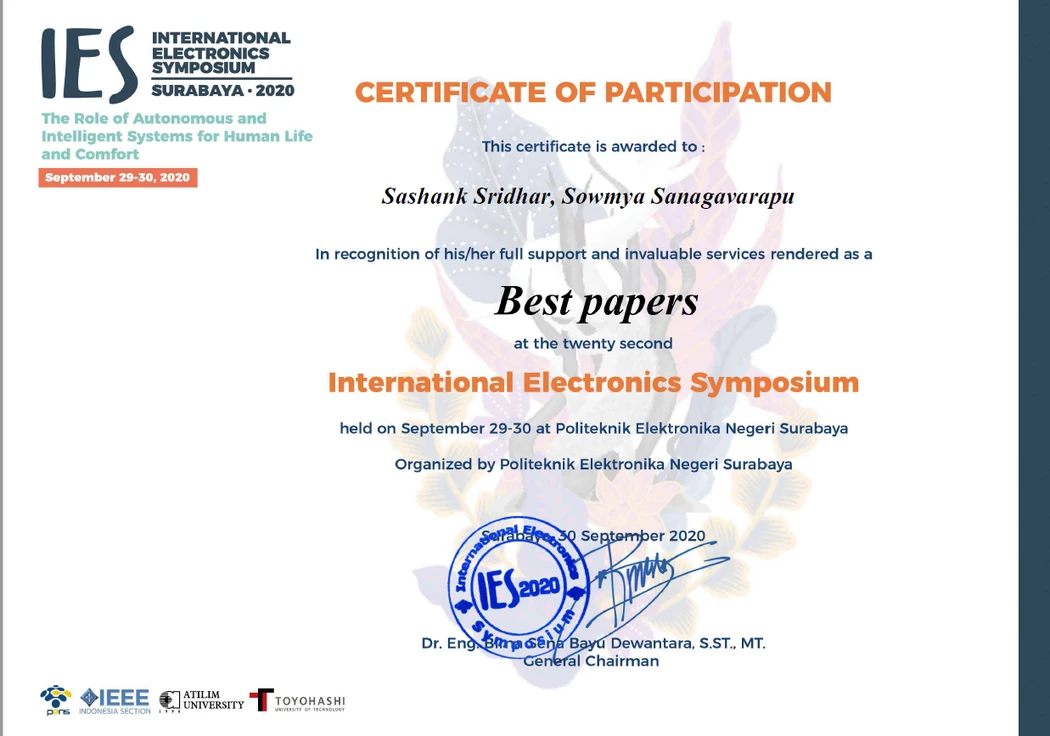 IES
INTERNATIONAL
ELECTRONICS
SYMPOSIUM
SURABAYA • 2020
The Role of Autonomous and
Intelligent Systems for Human Life
and Comfort
September 29-30, 2020
CERTIFICATE OF PARTICIPATION
This certificate is awarded to :
Sashank Sridhar, Sowmya Sanagavarapu
In recognition of his/her full support and invaluable services rendered as a
Best papers
at the twenty second
International Electronics Symposium
held on September 29-30 at Politeknik Elektronika Negeri Surabaya
Organized by Politeknik Elektronika Negeri Surabaya
Surabaya, 30 September 2020
International Electronics
IES 2020
Symposium
Dr. Eng. Bima Sena Bayu Dewantara, S.ST., MT.
General Chairman
pens
IEEE
INDONESIA SECTION
ATILIM
UNIVERSITY
TOYOHASHI
UNIVERSITY OF TECHNOLOGY